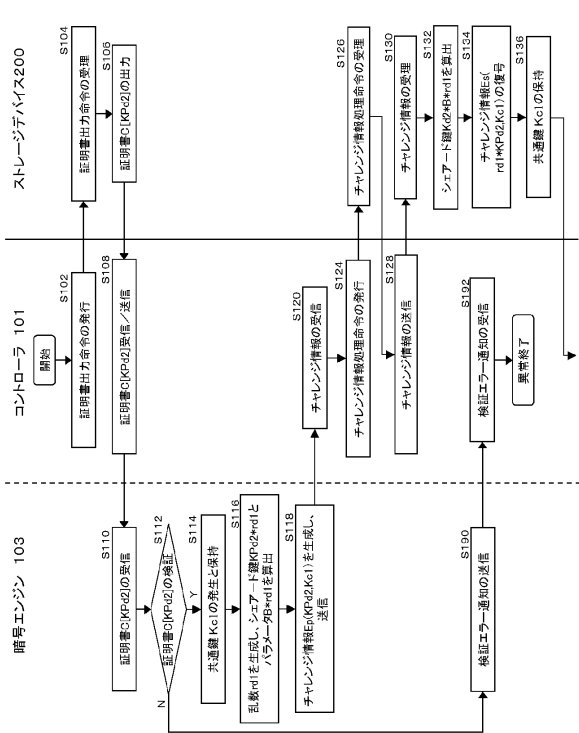 暗号エンジン 103
コントローラ 101
ストレージデバイス200
開始
S102
証明書出力命令の発行
S104
証明書出力命令の受理
S106
証明書C[KPd2]の出力
S108
証明書C[KPd2]受信/送信
S110
証明書C[KPd2]の受信
S112
証明書C[KPd2]の検証
N
Y
S114
共通鍵 Kc1の発生と保持
S116
乱数rd1を生成し、シェアード鍵KPd2*rd1と
パラメータB*rd1を算出
S118
チャレンジ情報Ep(KPd2,Kc1)を生成し、
送信
S120
チャレンジ情報の受信
S124
チャレンジ情報処理命令の発行
S126
チャレンジ情報処理命令の受理
S128
チャレンジ情報の送信
S130
チャレンジ情報の受理
S132
シェアード鍵Kd2*B*rd1を算出
S134
チャレンジ情報Es(
rd1*KPd2,Kc1)の復号
S136
共通鍵 Kc1の保持
S190
検証エラー通知の送信
S192
検証エラー通知の受信
異常終了